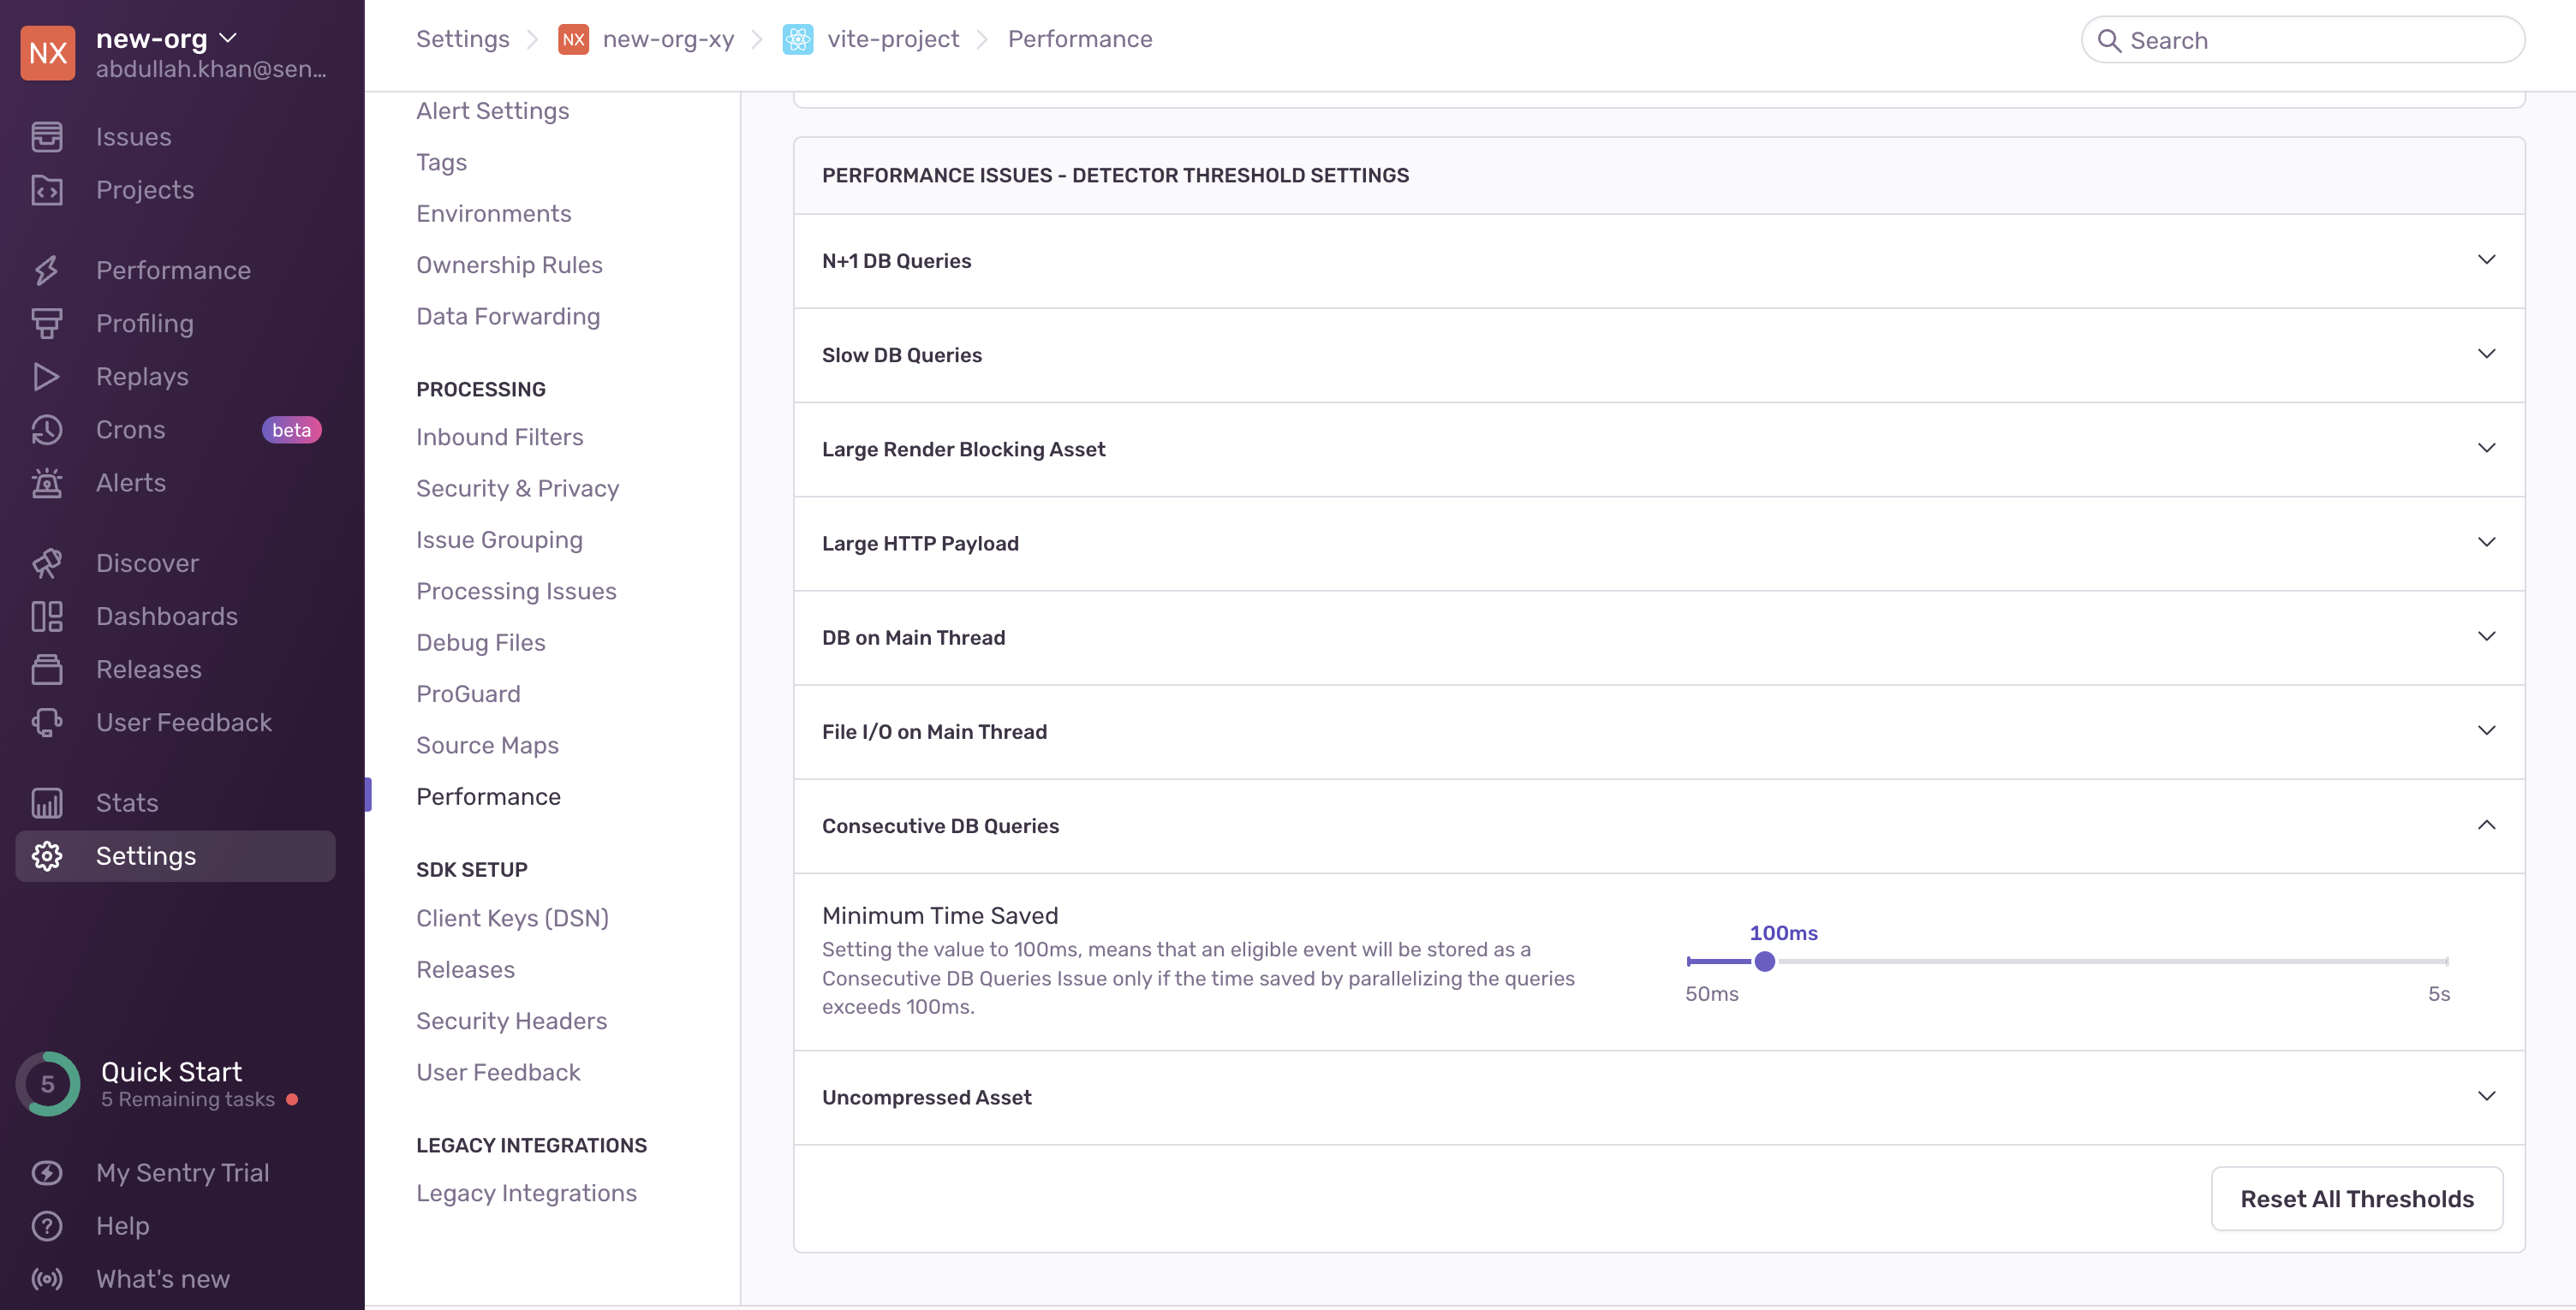 NX
new-org
abdullah.khan@sen...
Issues
Projects
Performance
Profiling
Replays
Crons
beta
Alerts
Discover
Dashboards
Releases
User Feedback
Stats
Settings
5
Quick Start
5 Remaining tasks
My Sentry Trial
Help
What's new
Settings
NX
new-org-xy
vite-project
Performance
Search
Alert Settings
Tags
Environments
Ownership Rules
Data Forwarding
PROCESSING
Inbound Filters
Security & Privacy
Issue Grouping
Processing Issues
Debug Files
ProGuard
Source Maps
Performance
SDK SETUP
Client Keys (DSN)
Releases
Security Headers
User Feedback
LEGACY INTEGRATIONS
Legacy Integrations
PERFORMANCE ISSUES - DETECTOR THRESHOLD SETTINGS
N+1 DB Queries
Slow DB Queries
Large Render Blocking Asset
Large HTTP Payload
DB on Main Thread
File I/O on Main Thread
Consecutive DB Queries
Minimum Time Saved
Setting the value to 100ms, means that an eligible event will be stored as a
Consecutive DB Queries Issue only if the time saved by parallelizing the queries
exceeds 100ms.
100ms
50ms
5s
Uncompressed Asset
Reset All Thresholds